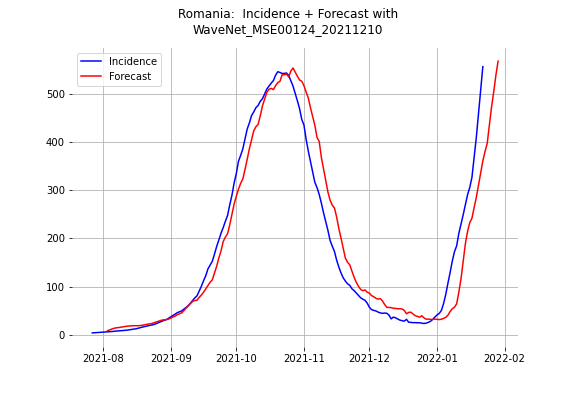 Romania:  Incidence + Forecast with
WaveNet_MSE00124_20211210
Incidence
Forecast
500
400
300
200
100
0
2021-08 2021-09 2021-10 2021-11 2021-12 2022-01 2022-02